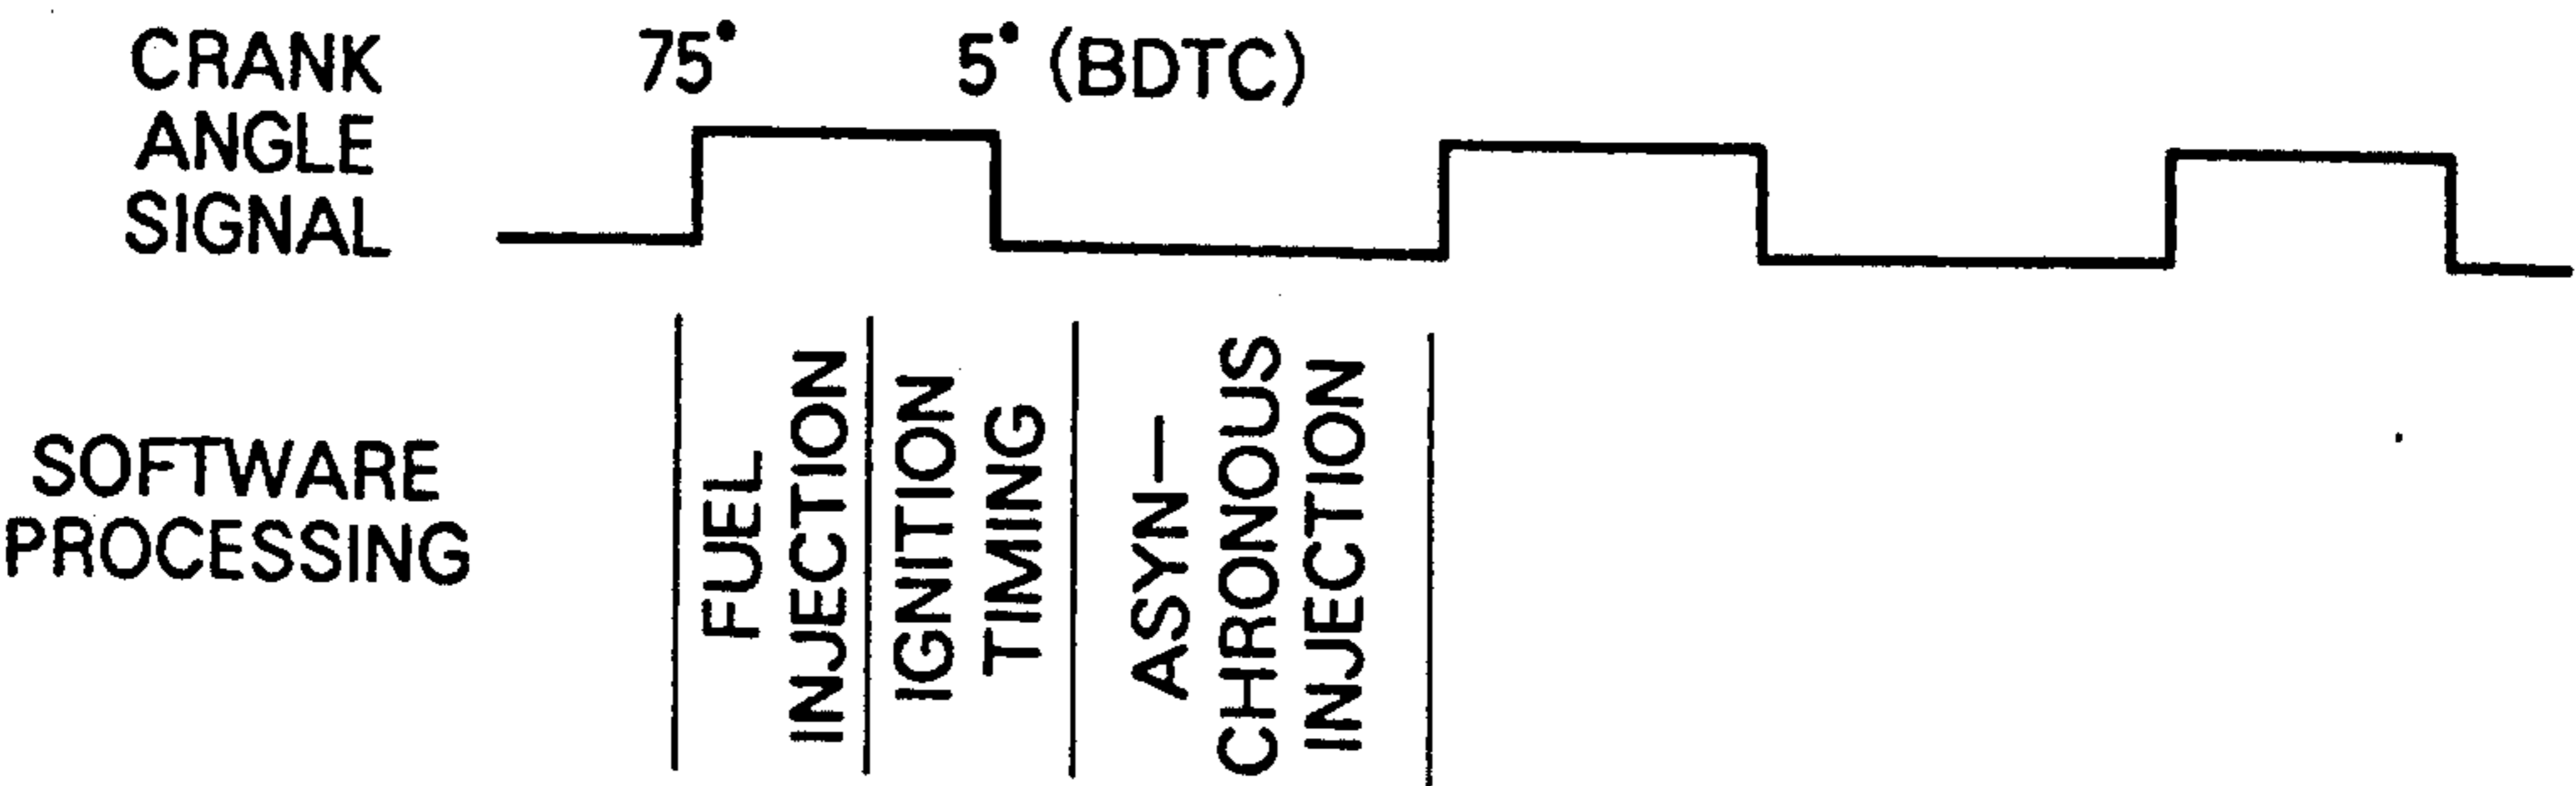 CRANK
ANGLE
SIGNAL
75° 5° (BDTC)
SOFTWARE
PROCESSING
FUEL
INJECTION
IGNITION
TIMING
ASYN—
CHRONOUS
INJECTION